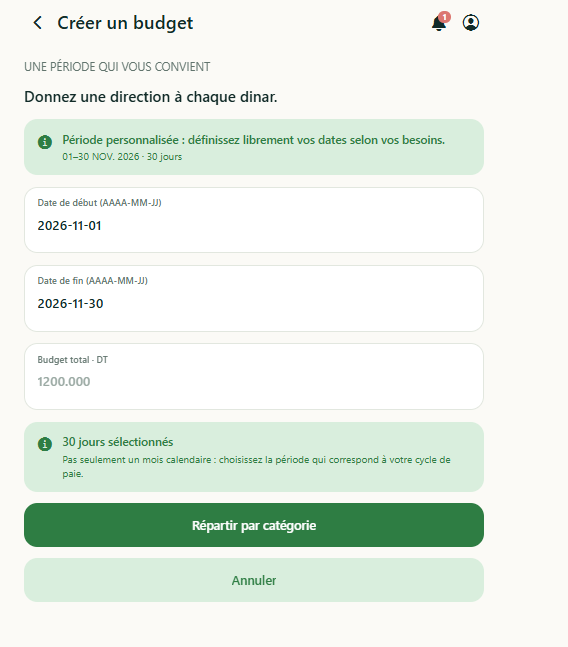 Créer un budget
1
UNE PÉRIODE QUI VOUS CONVIENT
Donnez une direction à chaque dinar.
Période personnalisée : définissez librement vos dates selon vos besoins.
01–30 NOV. 2026 · 30 jours
Date de début (AAAA-MM-JJ)
2026-11-01
Date de fin (AAAA-MM-JJ)
2026-11-30
Budget total · DT
1200.000
30 jours sélectionnés
Pas seulement un mois calendaire : choisissez la période qui correspond à votre cycle de
paie.
Répartir par catégorie
Annuler